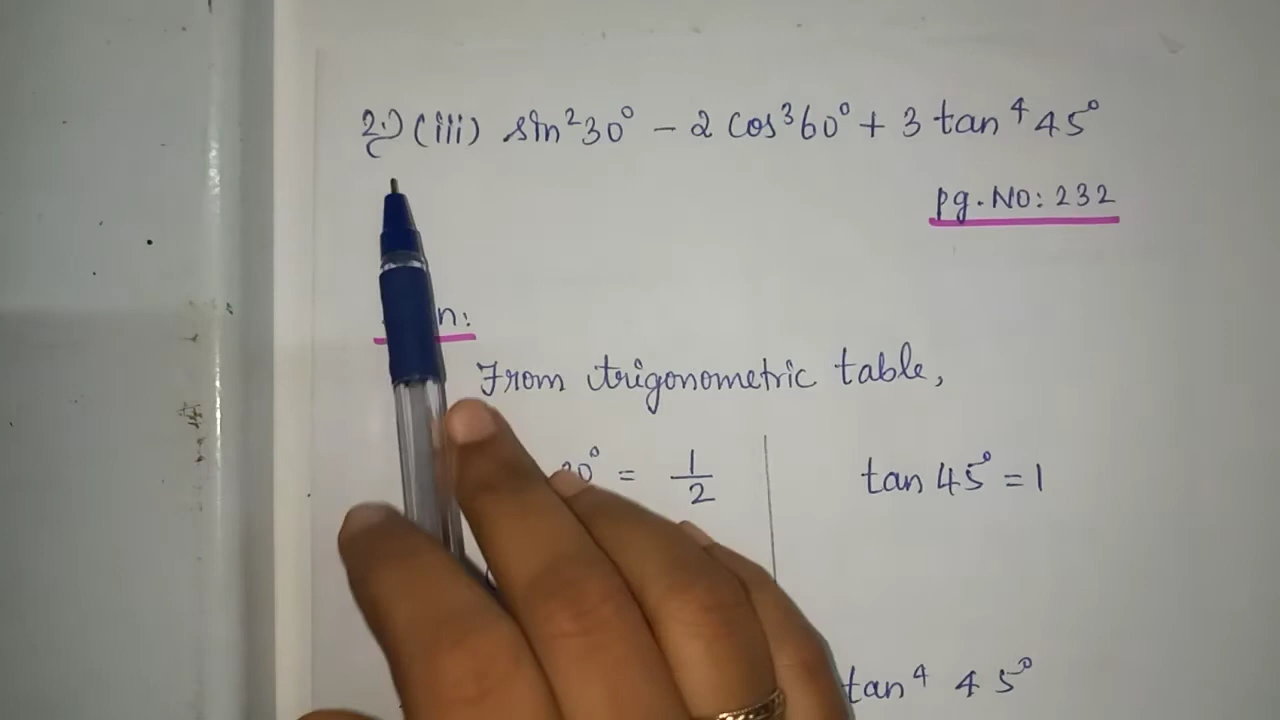 2.) (iii) sin²30° − 2 cos³60° + 3 tan⁴45°
pg.No: 232
From trigonometric table,
30° = 1/2
tan 45° = 1
tan⁴ 45°